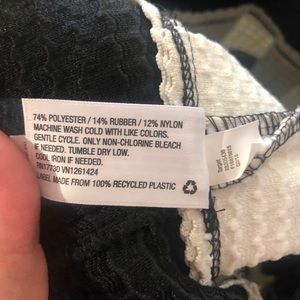 74% POLYESTER / 14% RUBBER / 12% NYLON
MACHINE WASH COLD WITH LIKE COLORS.
GENTLE CYCLE. ONLY NON-CHLORINE BLEACH
IF NEEDED. TUMBLE DRY LOW.
COOL IRON IF NEEDED.
RN17730 VN1261424
LABEL MADE FROM 100% RECYCLED PLASTIC
Target